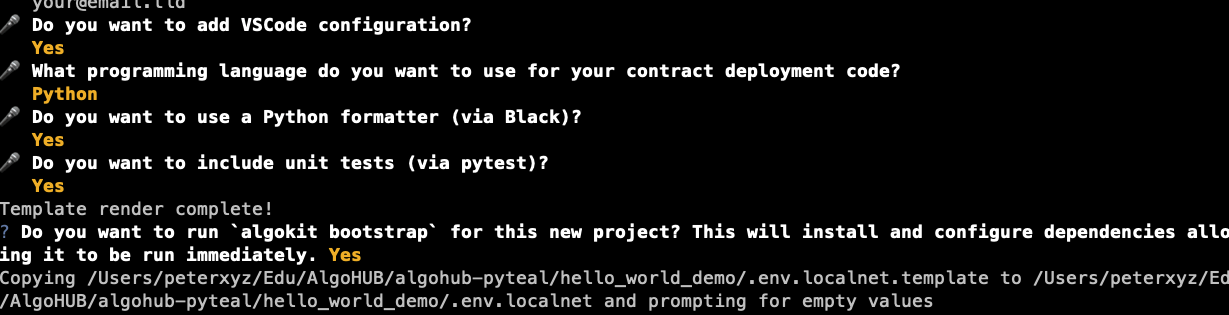 your@email.tld
🎤 Do you want to add VSCode configuration?
Yes
🎤 What programming language do you want to use for your contract deployment code?
Python
🎤 Do you want to use a Python formatter (via Black)?
Yes
🎤 Do you want to include unit tests (via pytest)?
Yes
Template render complete!
? Do you want to run `algokit bootstrap` for this new project? This will install and configure dependencies allo
ing it to be run immediately. Yes
Copying /Users/peterxyz/Edu/AlgoHUB/algohub-pyteal/hello_world_demo/.env.localnet.template to /Users/peterxyz/Ed
/AlgoHUB/algohub-pyteal/hello_world_demo/.env.localnet and prompting for empty values